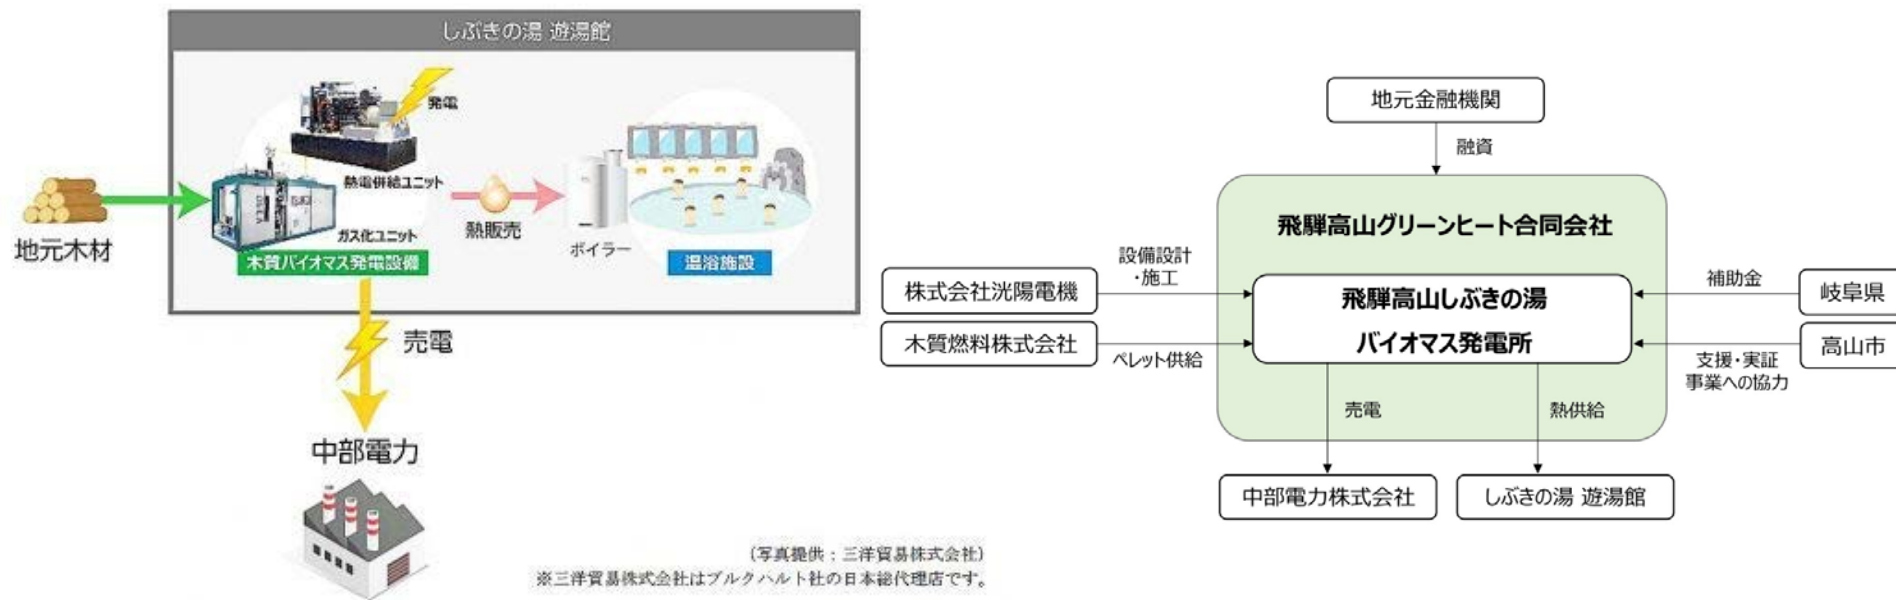 しぶきの湯 遊湯館
発電
熱電併給ユニット
ガス化ユニット
木質バイオマス発電設備
地元木材
熱販売
ボイラー
温浴施設
売電
中部電力
(写真提供：三洋貿易株式会社)
※三洋貿易株式会社はブルクハルト社の日本総代理店です。
地元金融機関
融資
飛騨高山グリーンヒート合同会社
設備設計
・施工
株式会社洸陽電機
飛騨高山しぶきの湯
バイオマス発電所
補助金
岐阜県
木質燃料株式会社
ペレット供給
高山市
支援・実証
事業への協力
売電
熱供給
中部電力株式会社
しぶきの湯 遊湯館